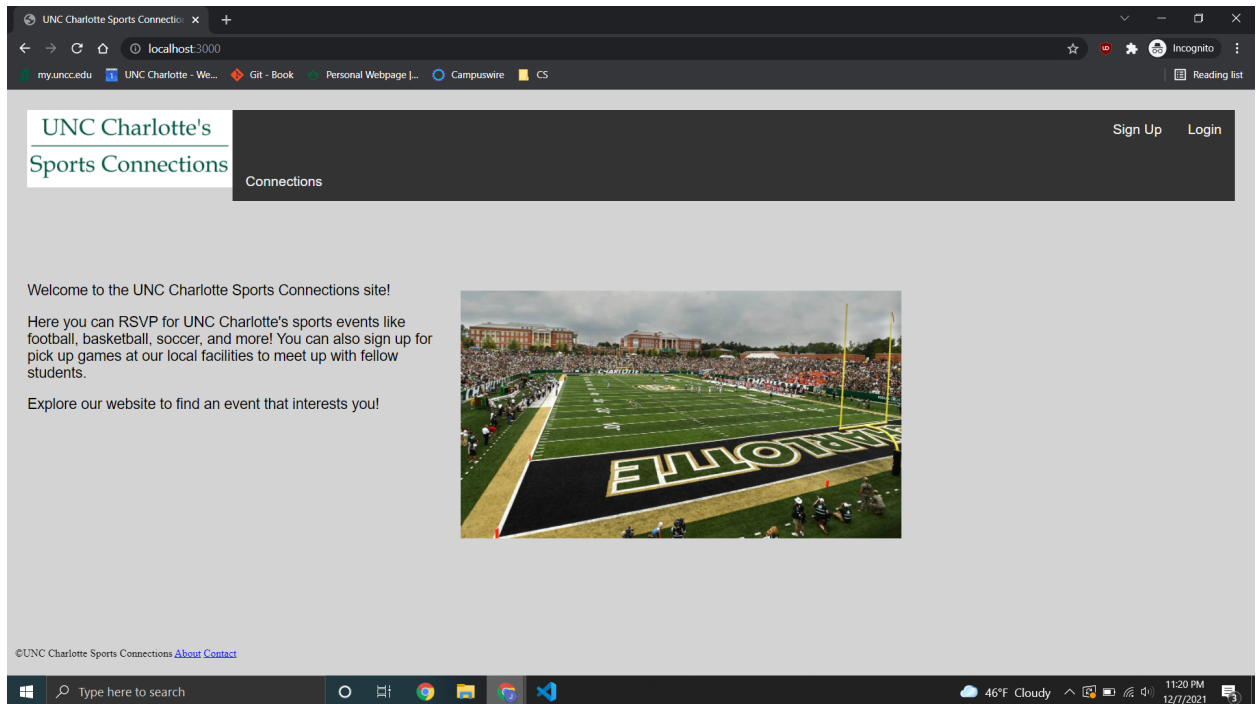 UNC Charlotte Sports Connection
localhost:3000
Incognito
my.uncc.edu
UNC Charlotte - We...
Git - Book
Personal Webpage |...
Campuswire
CS
Reading list
UNC Charlotte's
Sports Connections
Connections
Sign Up
Login
Welcome to the UNC Charlotte Sports Connections site!
Here you can RSVP for UNC Charlotte's sports events like
football, basketball, soccer, and more! You can also sign up for
pick up games at our local facilities to meet up with fellow
students.
Explore our website to find an event that interests you!
CHARLOTTE
CHARLOTTE
©UNC Charlotte Sports Connections About Contact
Type here to search
46°F Cloudy
11:20 PM
12/7/2021
3